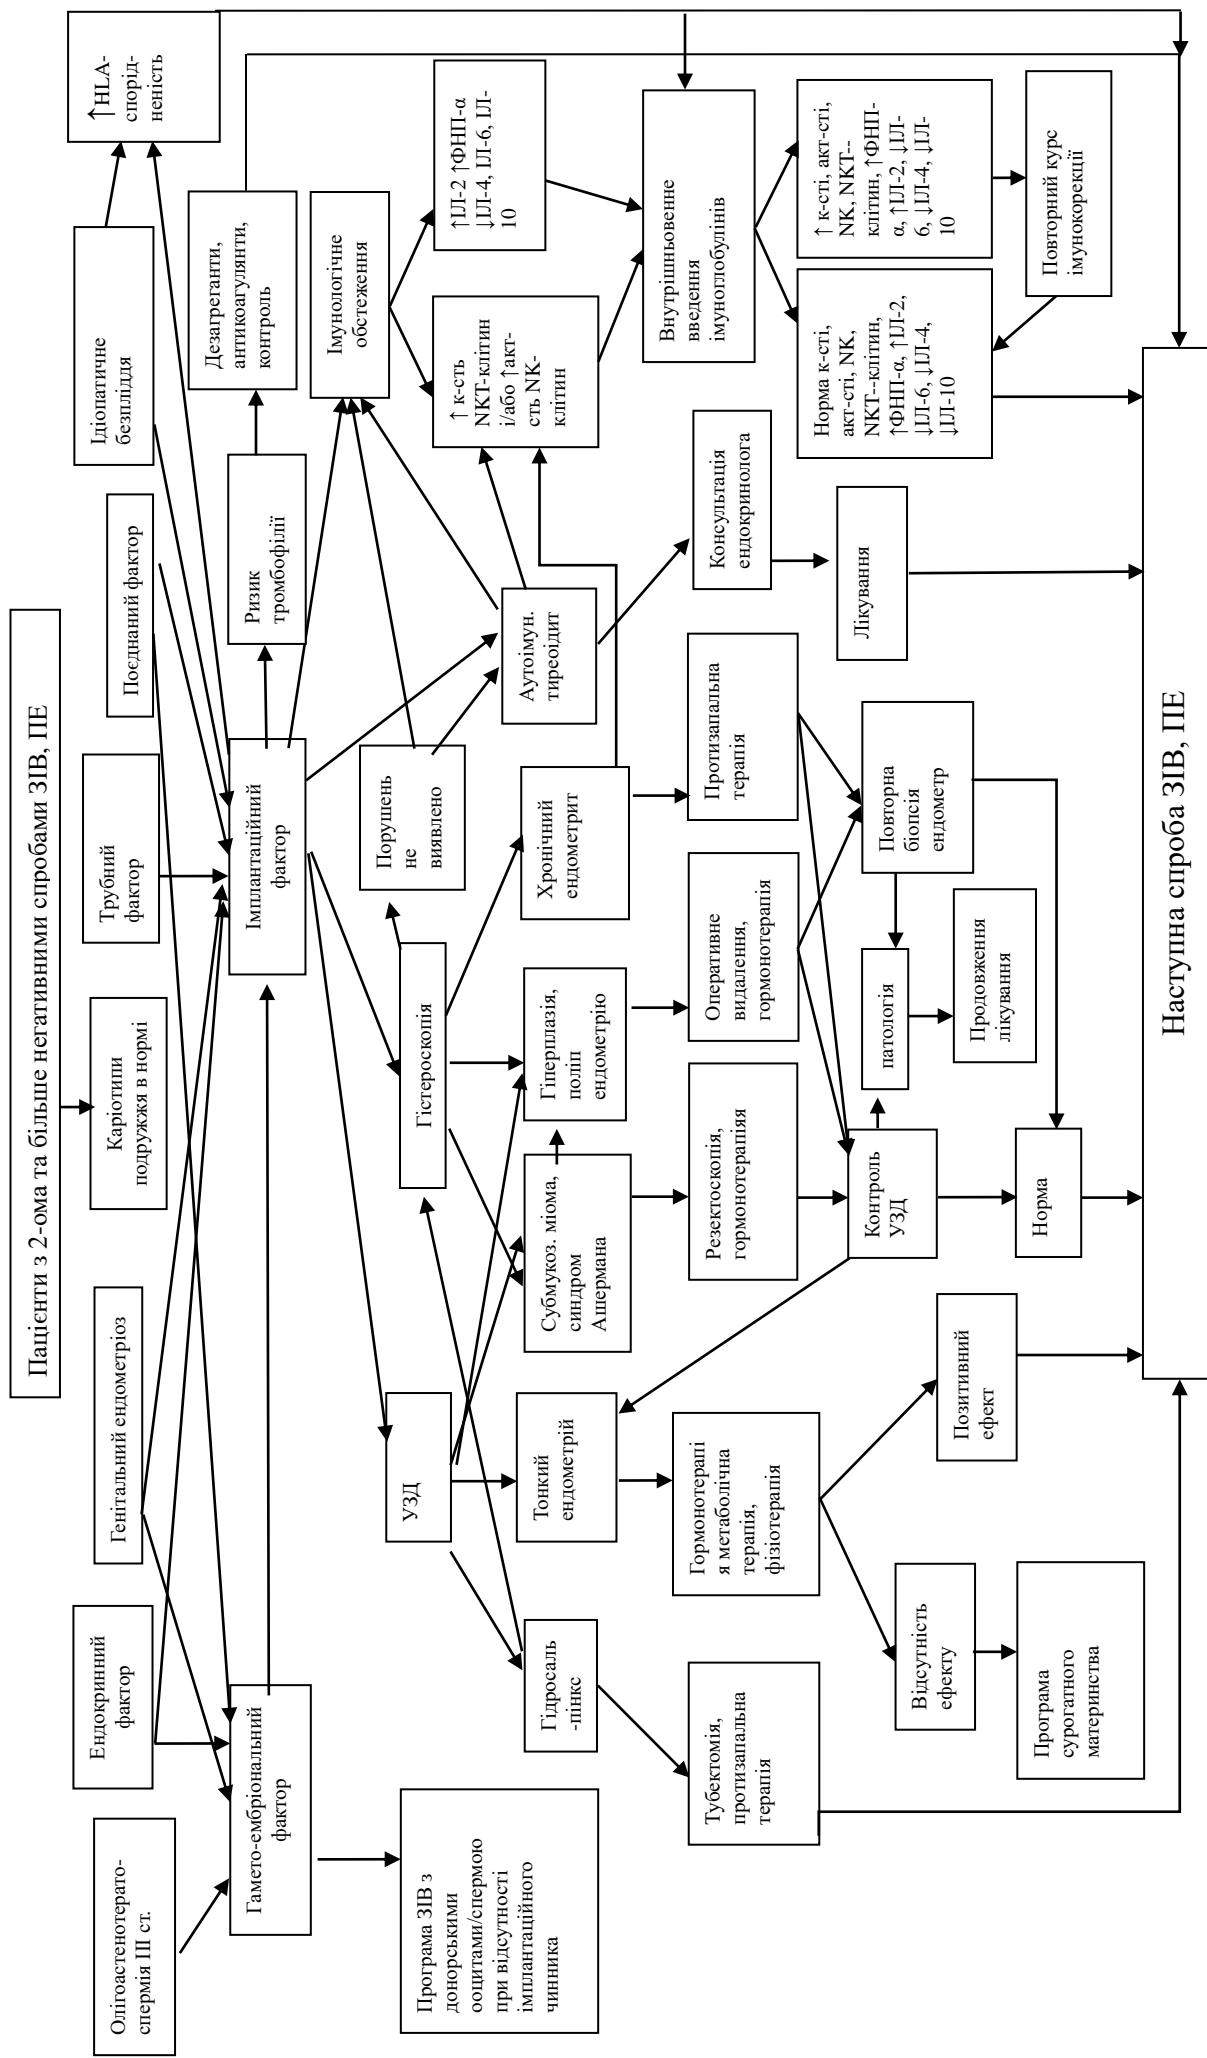 Пацієнти з 2-ома та більше негативними спробами ЗІВ, ПЕ
Олігоастенотерато-
спермія III ст.
Ендокринний
фактор
Генітальний ендометріоз
Каріотипи
подружжя в нормі
Трубний
фактор
Поєднаний фактор
Ідіопатичне
безпліддя
↑HLA-
спорід-
неність
Гамето-ембріональний
фактор
Імплантаційний
фактор
Ризик
тромбофілії
Дезагреганти,
антикоагулянти,
контроль
Програма ЗІВ з
донорськими
ооцитами/спермою
при відсутності
імплантаційного
чинника
УЗД
Гістероскопія
Порушень
не
виявлено
Імунологічне
обстеження
Гідросаль
-пінкс
Тонкий
ендометрій
Субмукоз. міома,
синдром
Ашермана
Гіперплазія,
поліп
ендометрію
Хронічний
ендометрит
Аутоімун.
тиреоїдит
↑ к-сть
NKT-клітин
і/або ↑акт-
сть NK-
клітин
↑ІЛ-2 ↑ФНП-α
↓ІЛ-4, ІЛ-6, ІЛ-
10
Тубектомія,
протизапальна
терапія
Гормонотерапі
я метаболічна
терапія,
фізіотерапія
Резектоскопія,
гормонотерапіяя
Оперативне
видалення,
гормонотерапія
Протизапальна
терапія
Консультація
ендокринолога
Внутрішньовенне
введення
імуноглобулінів
Відсутність
ефекту
Позитивний
ефект
Контроль
УЗД
патологія
Повторна
біопсія
ендометр
Лікування
Норма к-сті,
акт-сті, NK,
NKT--клітин,
↑ФНП-α, ↑ІЛ-2,
↓ІЛ-6, ↓ІЛ-4,
↓ІЛ-10
↑ к-сті, акт-сті,
NK, NKT--
клітин, ↑ФНП-
α, ↑ІЛ-2, ↓ІЛ-
6, ↓ІЛ-4, ↓ІЛ-
10
Програма
сурогатного
материнства
Норма
Продовження
лікування
Повторний курс
імунокорекції
Наступна спроба ЗІВ, ПЕ